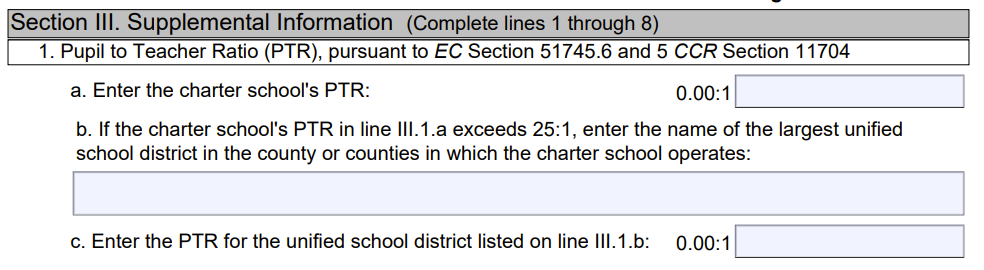 Section III. Supplemental Information (Complete lines 1 through 8)
1. Pupil to Teacher Ratio (PTR), pursuant to EC Section 51745.6 and 5 CCR Section 11704
a. Enter the charter school's PTR: 0.00:1
b. If the charter school's PTR in line III.1.a exceeds 25:1, enter the name of the largest unified
school district in the county or counties in which the charter school operates:
c. Enter the PTR for the unified school district listed on line III.1.b: 0.00:1